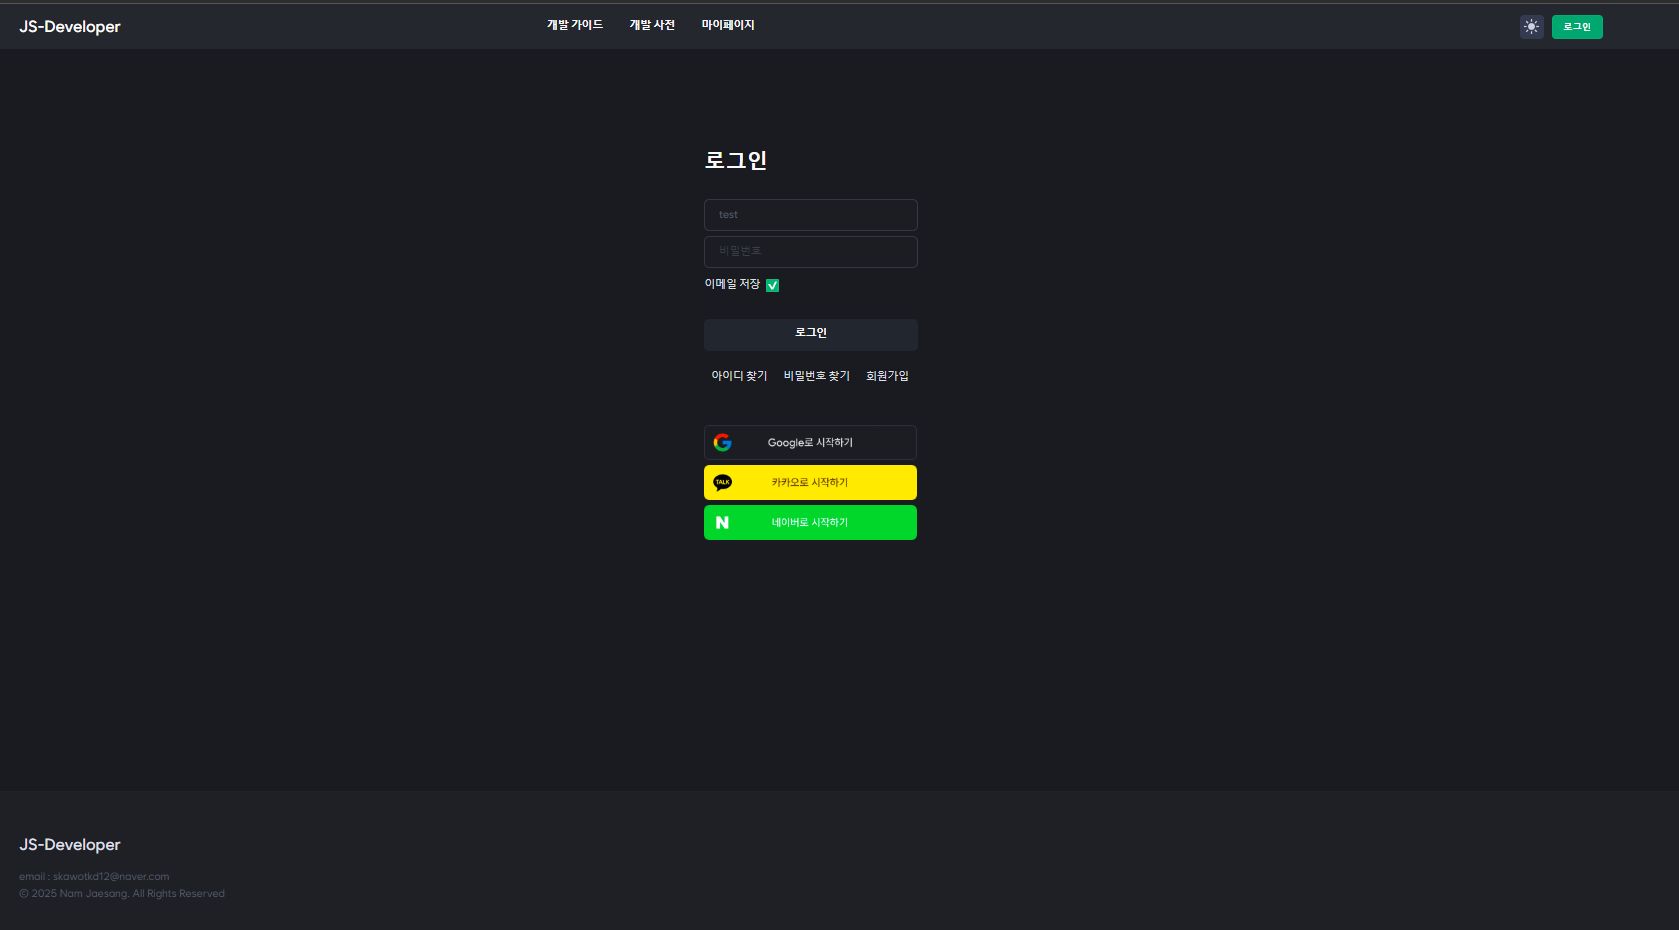 JS-Developer
개발 가이드 개발 사전 마이페이지
로그인
로그인
test
비밀번호
이메일 저장
로그인
아이디 찾기 비밀번호 찾기 회원가입
Google로 시작하기
TALK 카카오로 시작하기
N 네이버로 시작하기
JS-Developer
email : skawotkd12@naver.com
© 2025 Nam Jaesang. All Rights Reserved